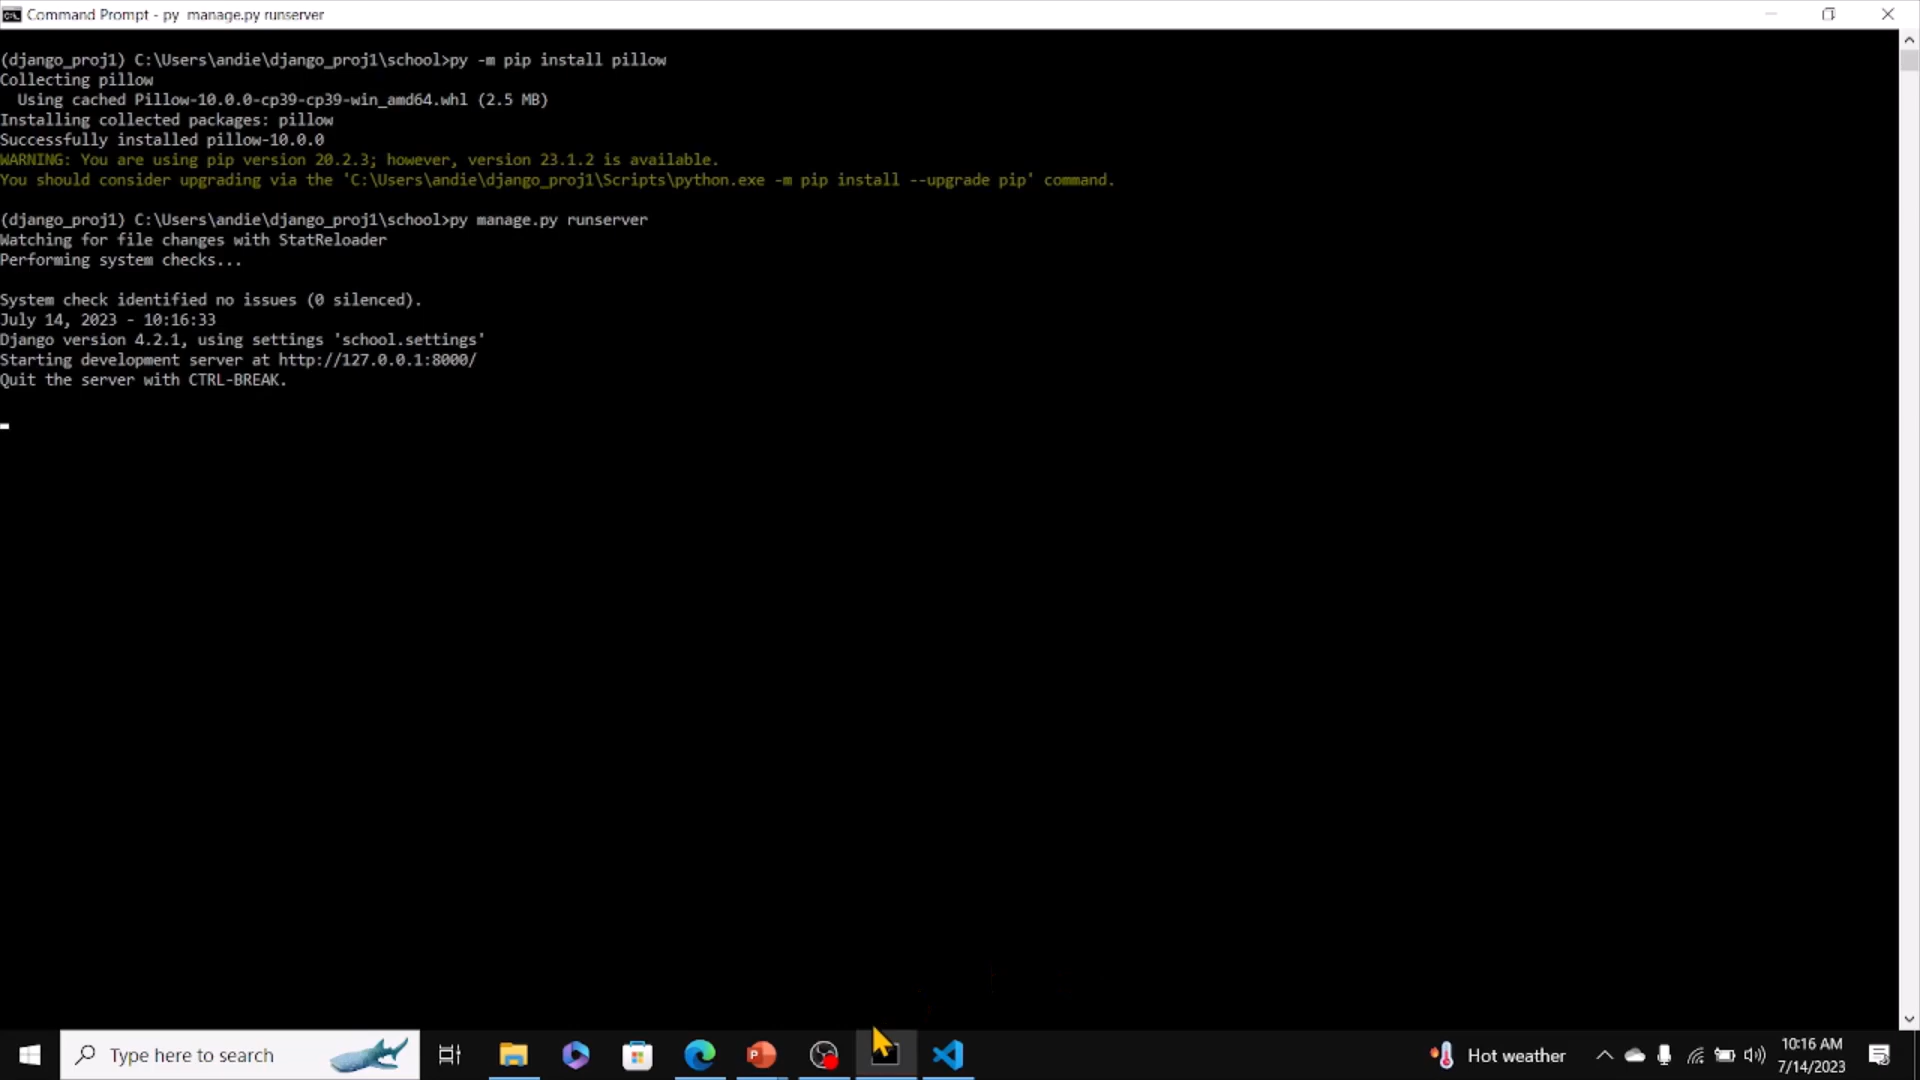 Command Prompt - py  manage.py runserver
(django_proj1) C:\Users\andie\django_proj1\school>py -m pip install pillow
Collecting pillow
  Using cached Pillow-10.0.0-cp39-cp39-win_amd64.whl (2.5 MB)
Installing collected packages: pillow
Successfully installed pillow-10.0.0
WARNING: You are using pip version 20.2.3; however, version 23.1.2 is available.
You should consider upgrading via the 'C:\Users\andie\django_proj1\Scripts\python.exe -m pip install --upgrade pip' command.
(django_proj1) C:\Users\andie\django_proj1\school>py manage.py runserver
Watching for file changes with StatReloader
Performing system checks...
System check identified no issues (0 silenced).
July 14, 2023 - 10:16:33
Django version 4.2.1, using settings 'school.settings'
Starting development server at http://127.0.0.1:8000/
Quit the server with CTRL-BREAK.
Type here to search
Hot weather
10:16 AM
7/14/2023